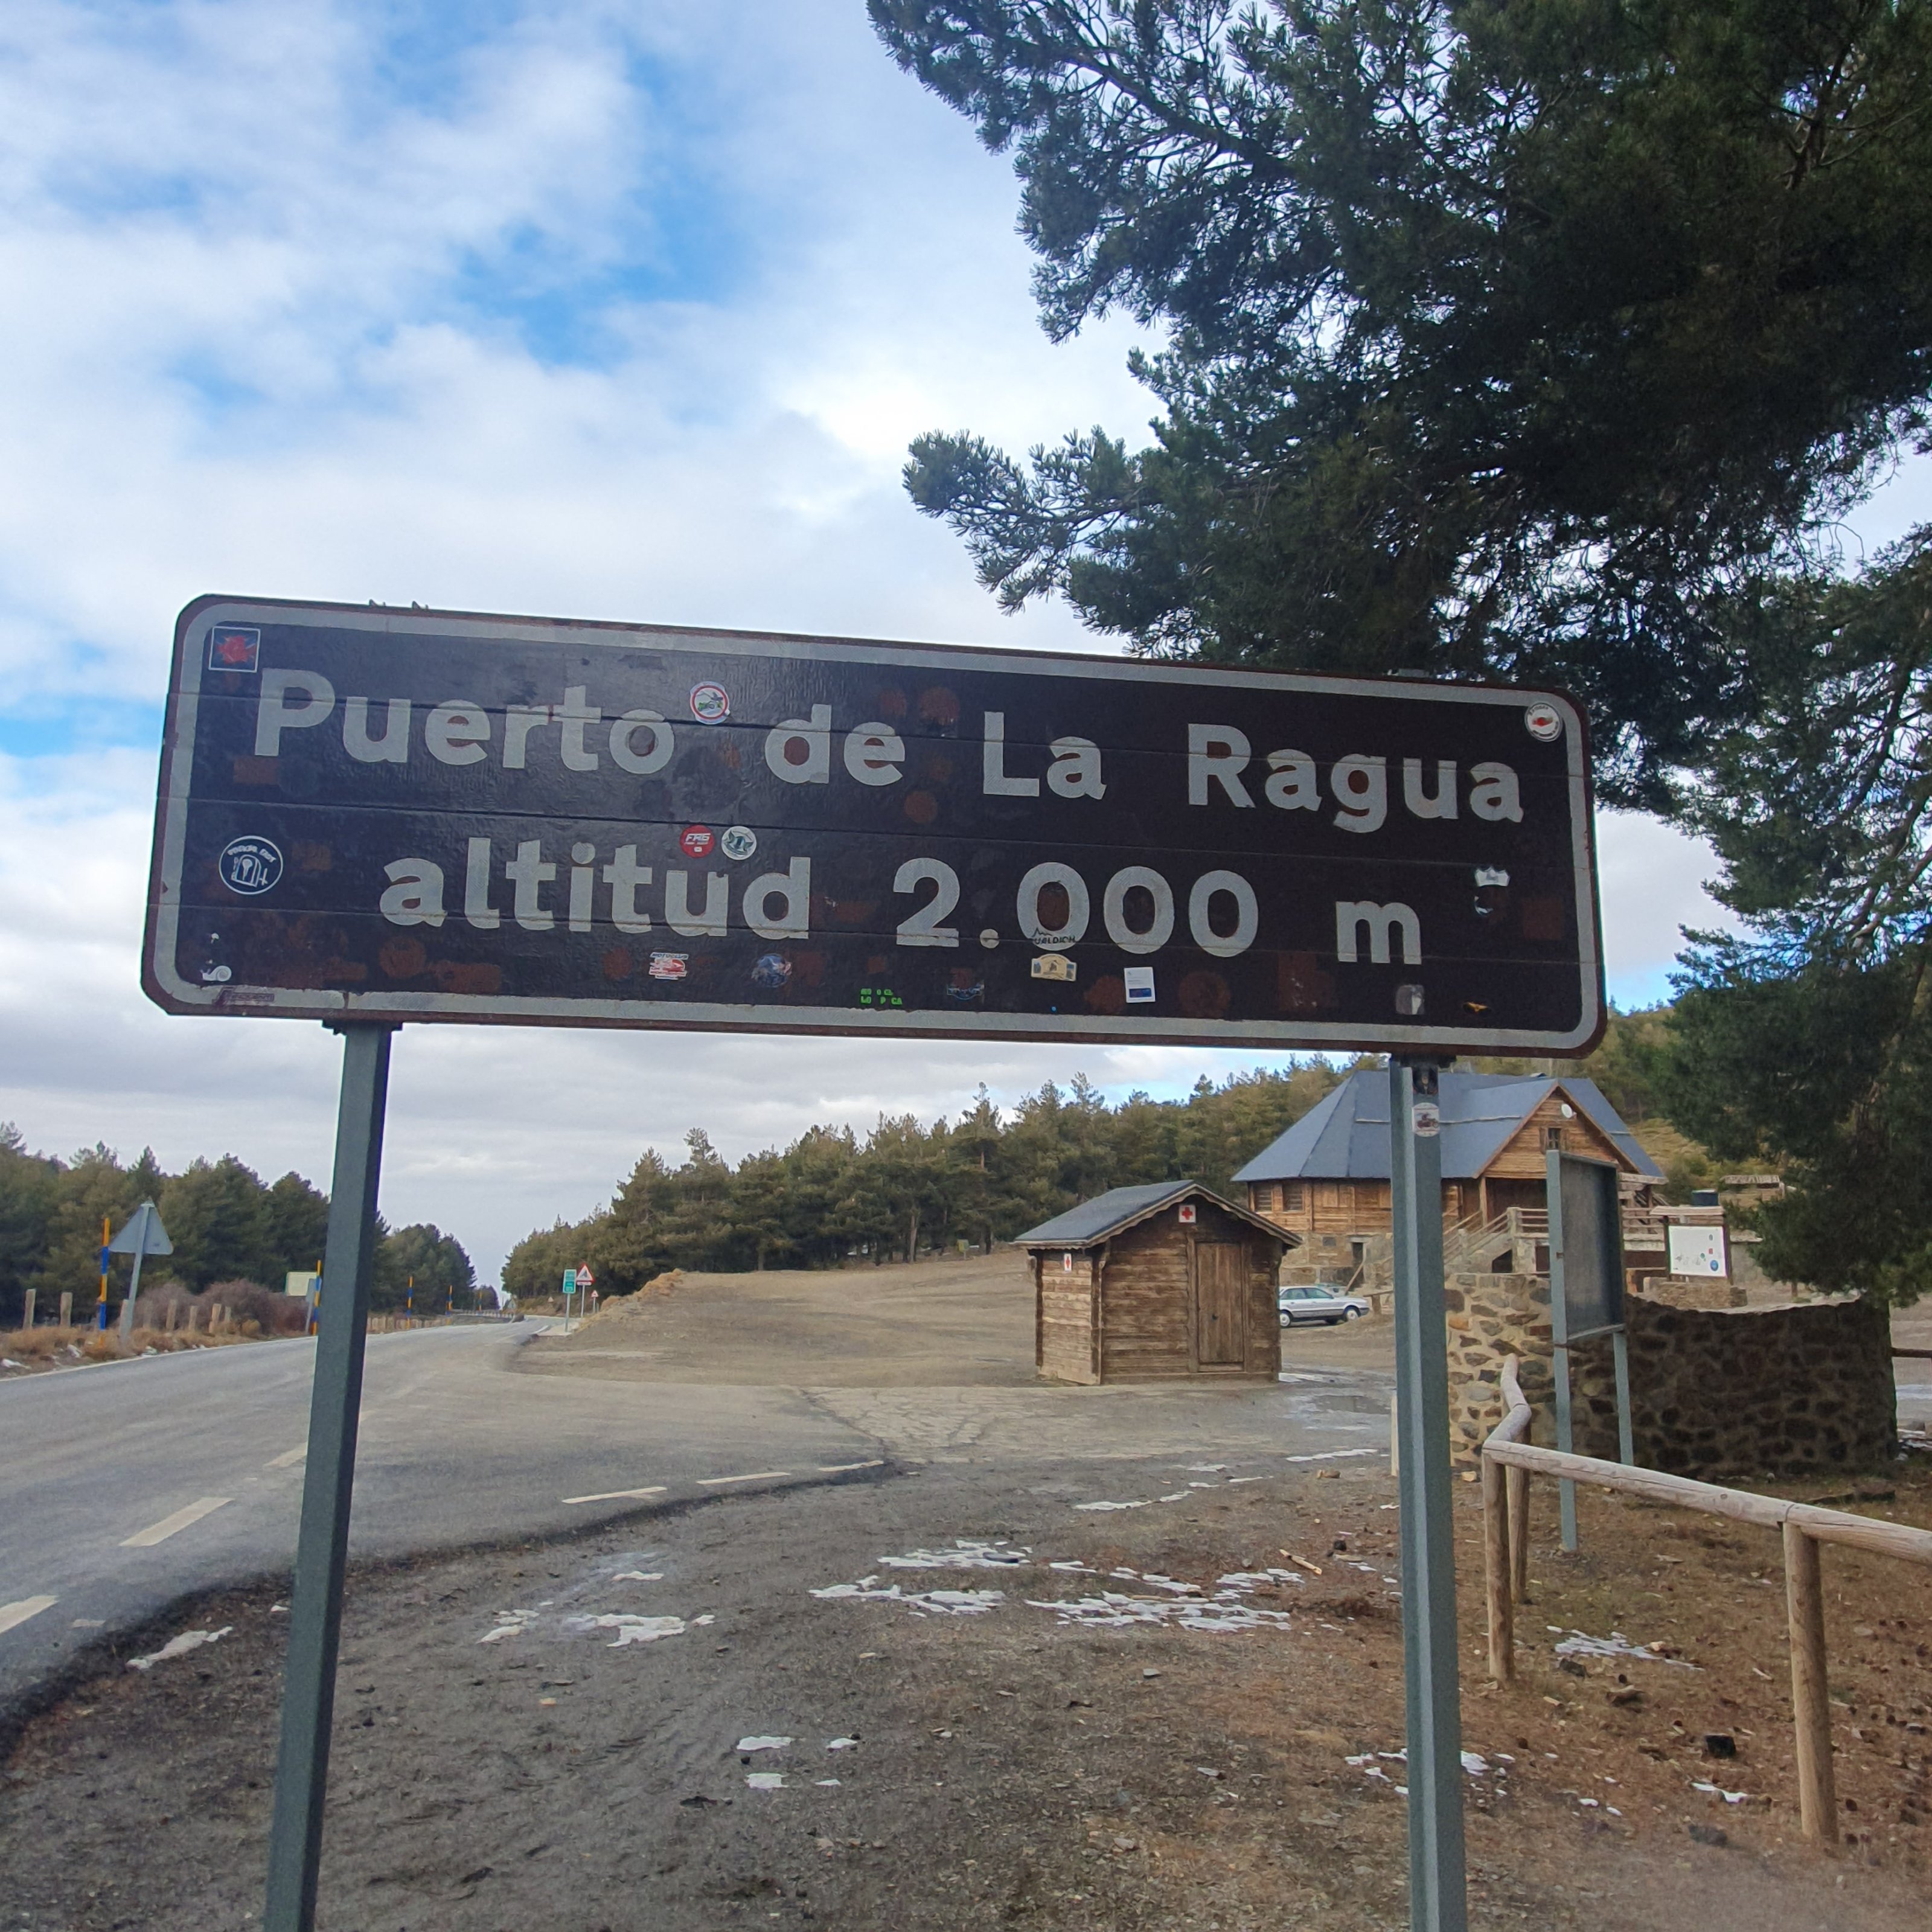 Puerto de La Ragua
altitud 2.000 m